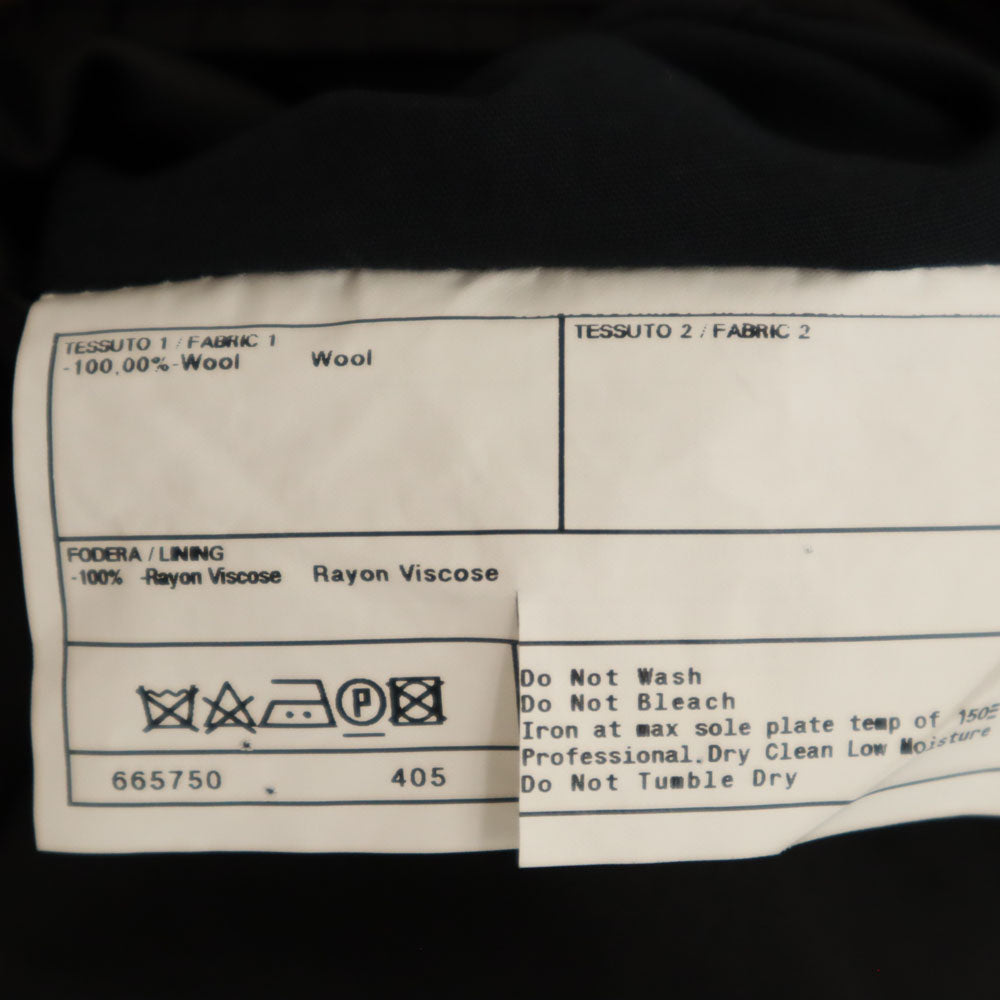 TESSUTO 1 / FABRIC 1
-100,00%-Wool Wool
TESSUTO 2 / FABRIC 2
FODERA / LINING
-100% -Rayon Viscose Rayon Viscose
P
Do Not Wash
Do Not Bleach
Iron at max sole plate temp of 150
Professional.Dry Clean Low Moisture
Do Not Tumble Dry
665750 405